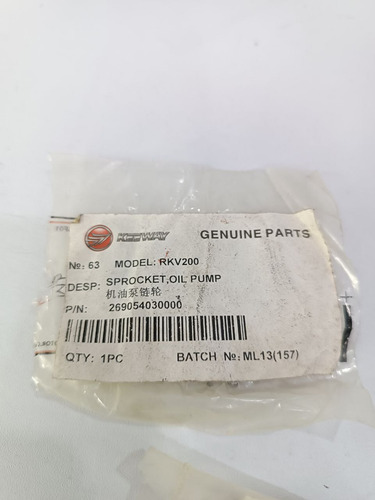 KEEWAY GENUINE PARTS
№: 63 MODEL: RKV200
DESP: SPROCKET,OIL PUMP
机油泵链轮
P/N: 269054030000
QTY: 1PC BATCH №: ML13(157)